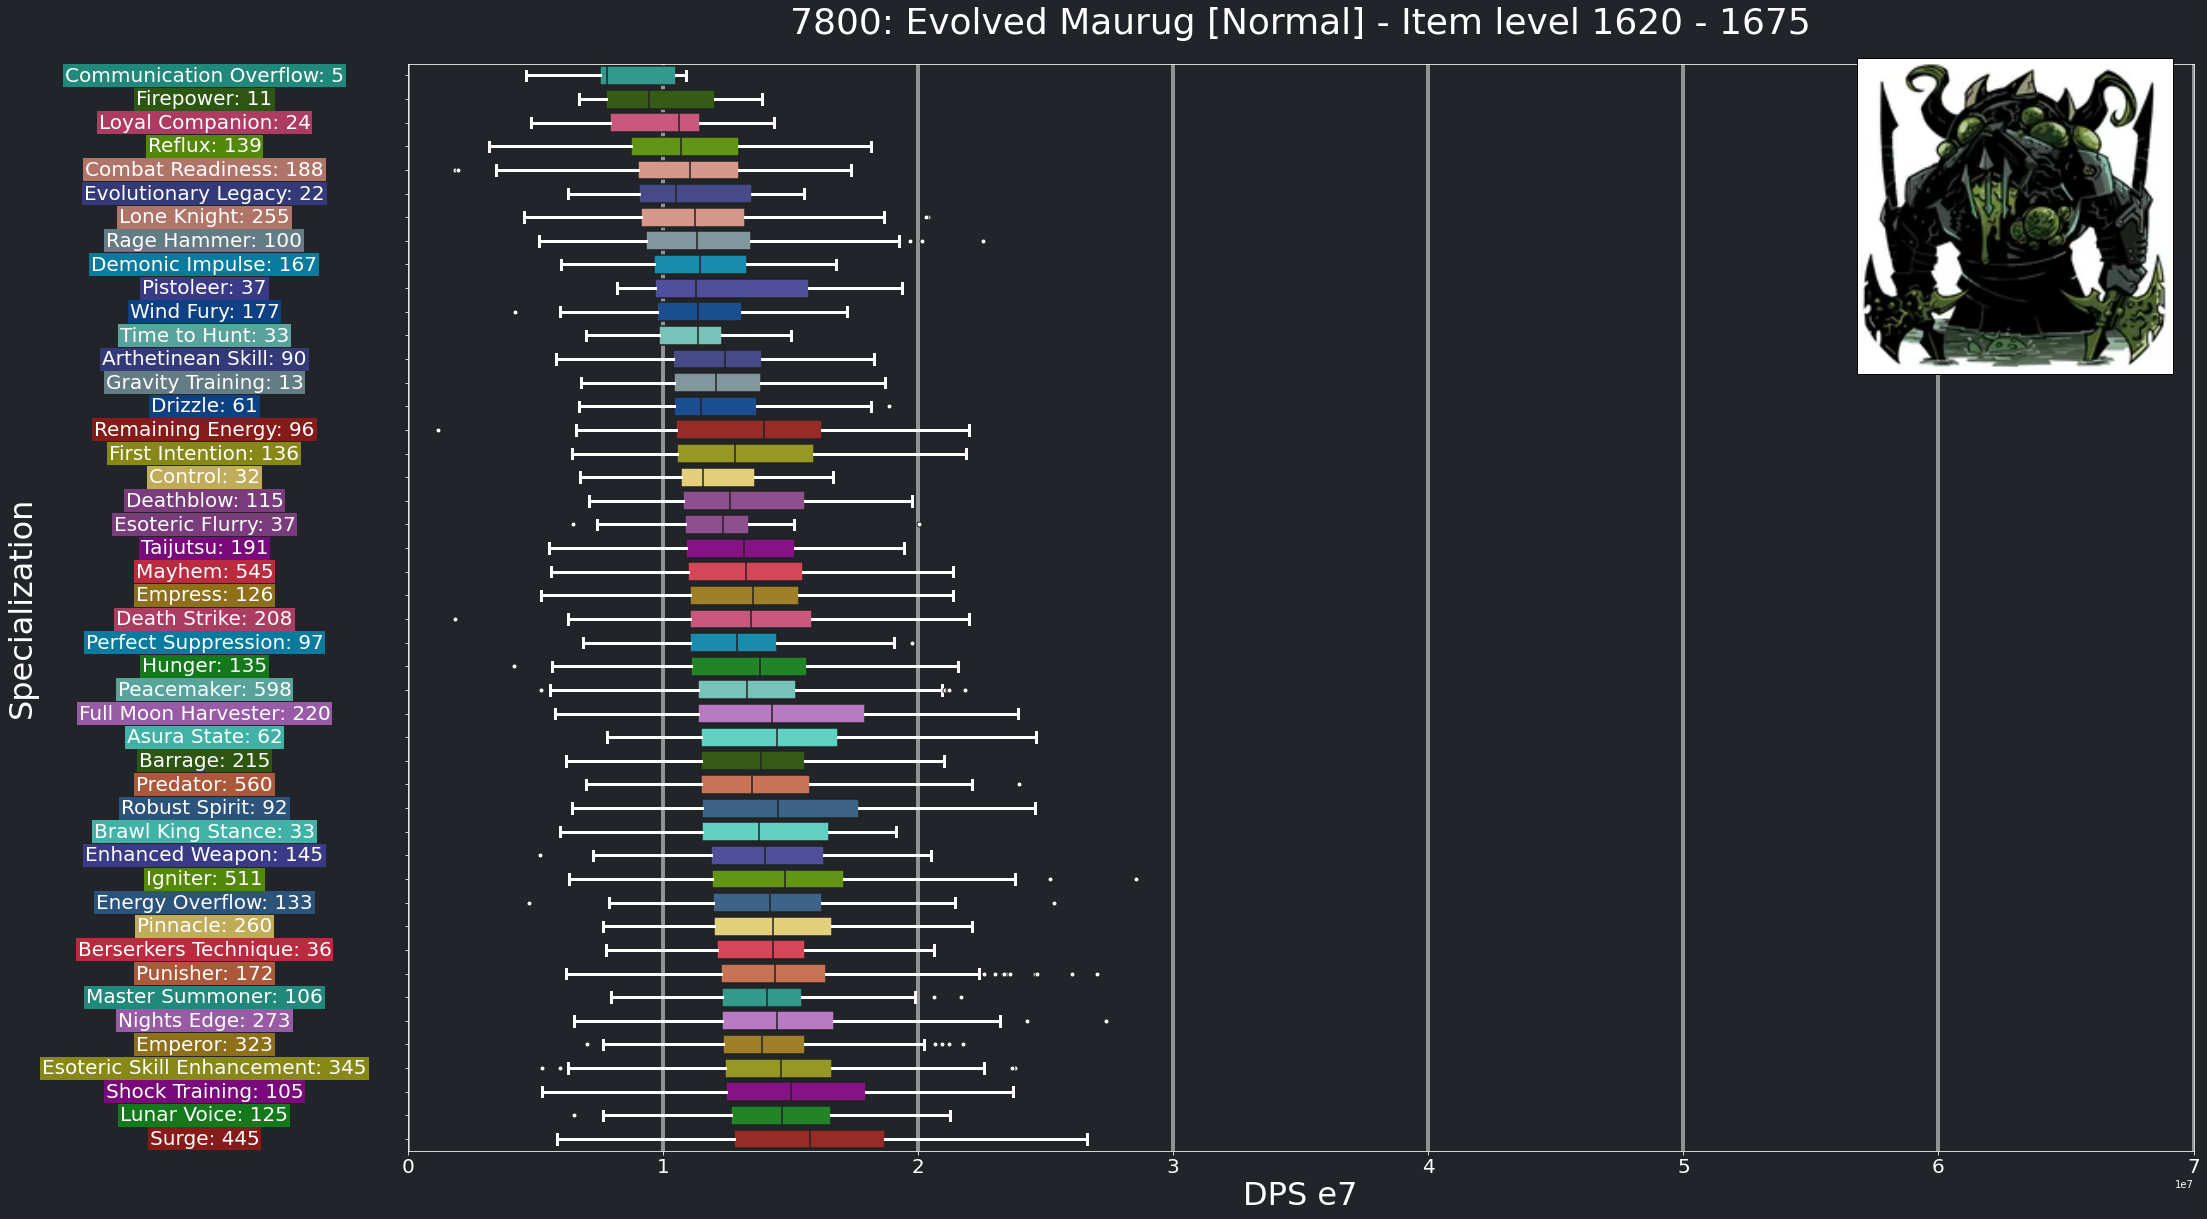 7800: Evolved Maurug [Normal] - Item level 1620 - 1675
Specialization
Communication Overflow: 5
Firepower: 11
Loyal Companion: 24
Reflux: 139
Combat Readiness: 188
Evolutionary Legacy: 22
Lone Knight: 255
Rage Hammer: 100
Demonic Impulse: 167
Pistoleer: 37
Wind Fury: 177
Time to Hunt: 33
Arthetinean Skill: 90
Gravity Training: 13
Drizzle: 61
Remaining Energy: 96
First Intention: 136
Control: 32
Deathblow: 115
Esoteric Flurry: 37
Taijutsu: 191
Mayhem: 545
Empress: 126
Death Strike: 208
Perfect Suppression: 97
Hunger: 135
Peacemaker: 598
Full Moon Harvester: 220
Asura State: 62
Barrage: 215
Predator: 560
Robust Spirit: 92
Brawl King Stance: 33
Enhanced Weapon: 145
Igniter: 511
Energy Overflow: 133
Pinnacle: 260
Berserkers Technique: 36
Punisher: 172
Master Summoner: 106
Nights Edge: 273
Emperor: 323
Esoteric Skill Enhancement: 345
Shock Training: 105
Lunar Voice: 125
Surge: 445
0 1 2 3 4 5 6 7
1e7
DPS e7